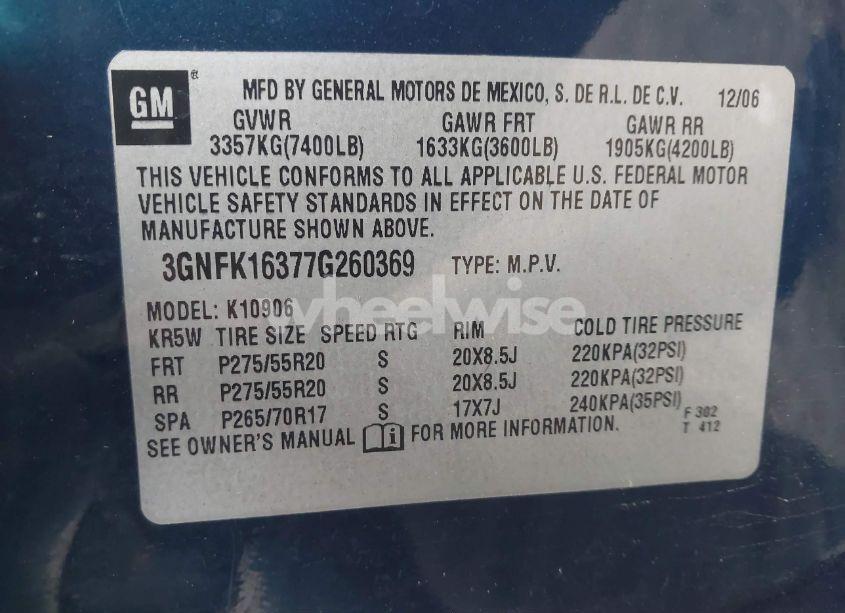 GM®
MFD BY GENERAL MOTORS DE MEXICO, S. DE R.L. DE C.V. 12/06
GVWR GAWR FRT GAWR RR
3357KG(7400LB) 1633KG(3600LB) 1905KG(4200LB)
THIS VEHICLE CONFORMS TO ALL APPLICABLE U.S. FEDERAL MOTOR
VEHICLE SAFETY STANDARDS IN EFFECT ON THE DATE OF
MANUFACTURE SHOWN ABOVE.
3GNFK16377G260369 TYPE: M.P.V.
MODEL: K10906
wheelwise
KR5W TIRE SIZE SPEED RTG RIM COLD TIRE PRESSURE
FRT P275/55R20 S 20X8.5J 220KPA(32PSI)
RR P275/55R20 S 20X8.5J 220KPA(32PSI)
SPA P265/70R17 S 17X7J 240KPA(35PSI) F 302
SEE OWNER'S MANUAL i FOR MORE INFORMATION. T 412